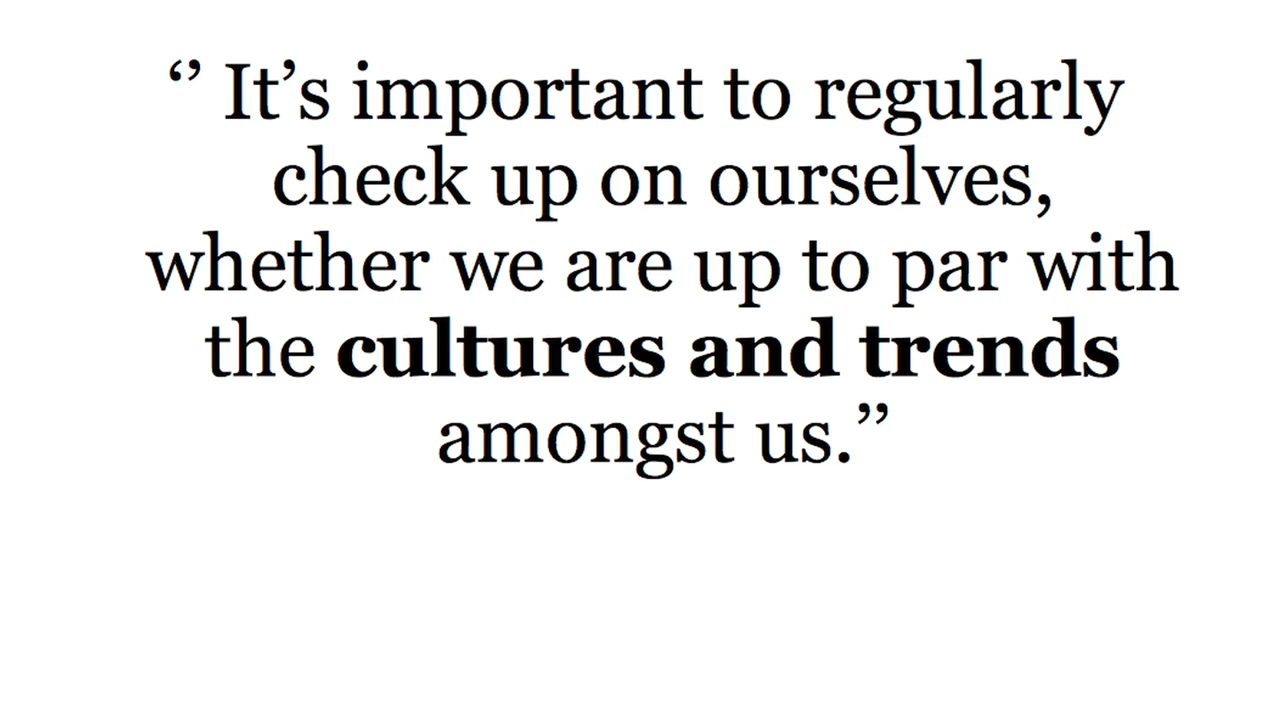 ‘’ It’s important to regularly
check up on ourselves,
whether we are up to par with
the cultures and trends
amongst us.’’